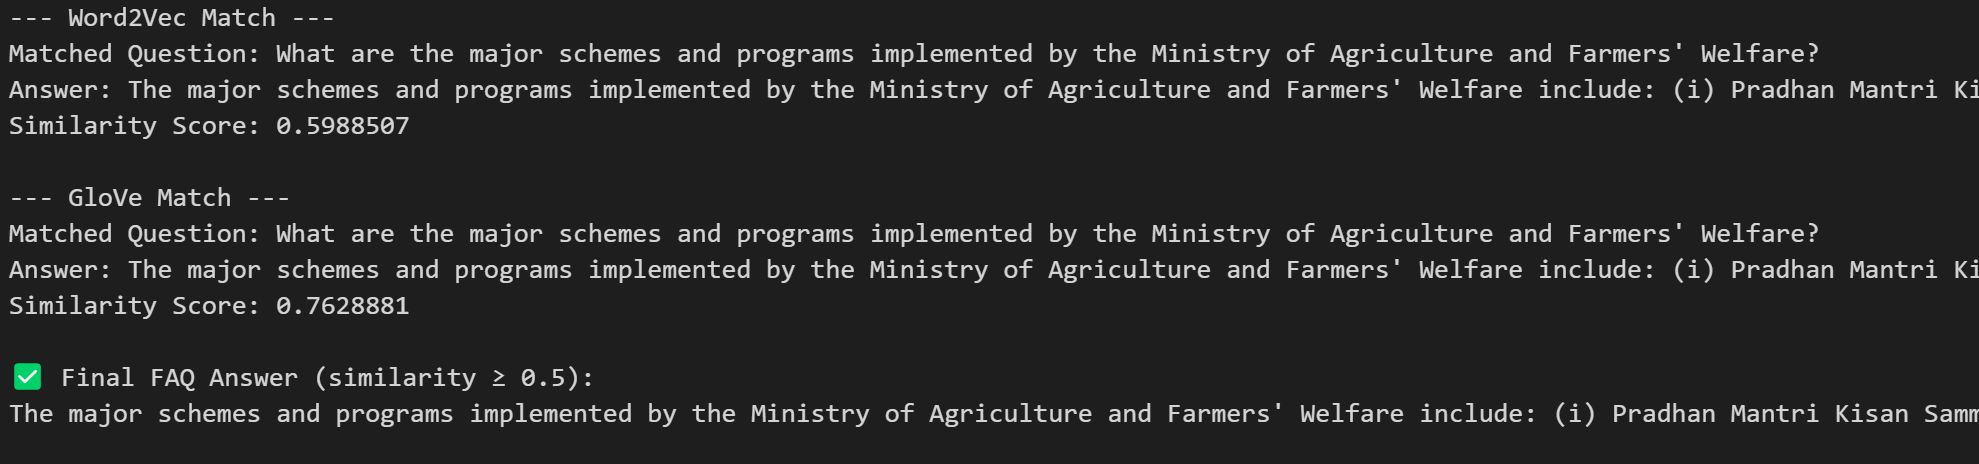 --- Word2Vec Match ---
Matched Question: What are the major schemes and programs implemented by the Ministry of Agriculture and Farmers' Welfare?
Answer: The major schemes and programs implemented by the Ministry of Agriculture and Farmers' Welfare include: (i) Pradhan Mantri Ki
Similarity Score: 0.5988507
--- GloVe Match ---
Matched Question: What are the major schemes and programs implemented by the Ministry of Agriculture and Farmers' Welfare?
Answer: The major schemes and programs implemented by the Ministry of Agriculture and Farmers' Welfare include: (i) Pradhan Mantri Ki
Similarity Score: 0.7628881
✅ Final FAQ Answer (similarity ≥ 0.5):
The major schemes and programs implemented by the Ministry of Agriculture and Farmers' Welfare include: (i) Pradhan Mantri Kisan Samm